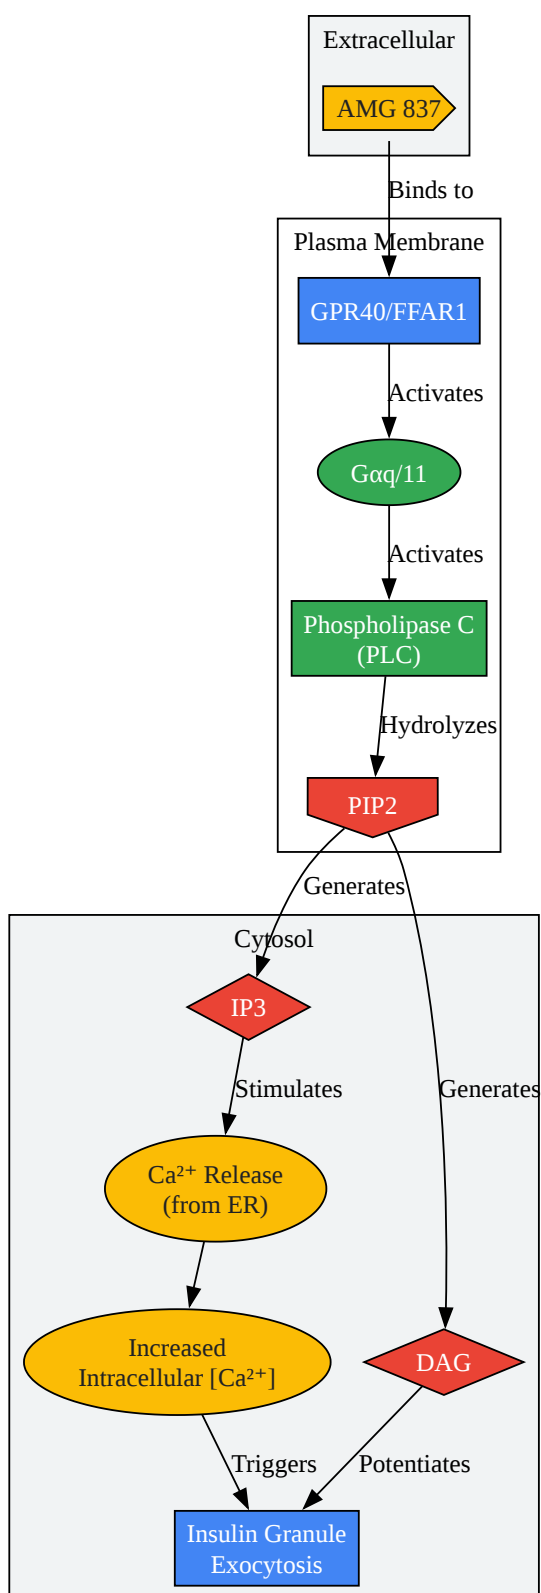 Extracellular
AMG 837
Binds to
Plasma Membrane
GPR40/FFAR1
Activates
Gαq/11
Activates
Phospholipase C
(PLC)
Hydrolyzes
PIP2
Generates
Cytosol
IP3
Stimulates
Generates
Ca²⁺ Release
(from ER)
Increased
Intracellular [Ca²⁺]
DAG
Triggers
Potentiates
Insulin Granule
Exocytosis